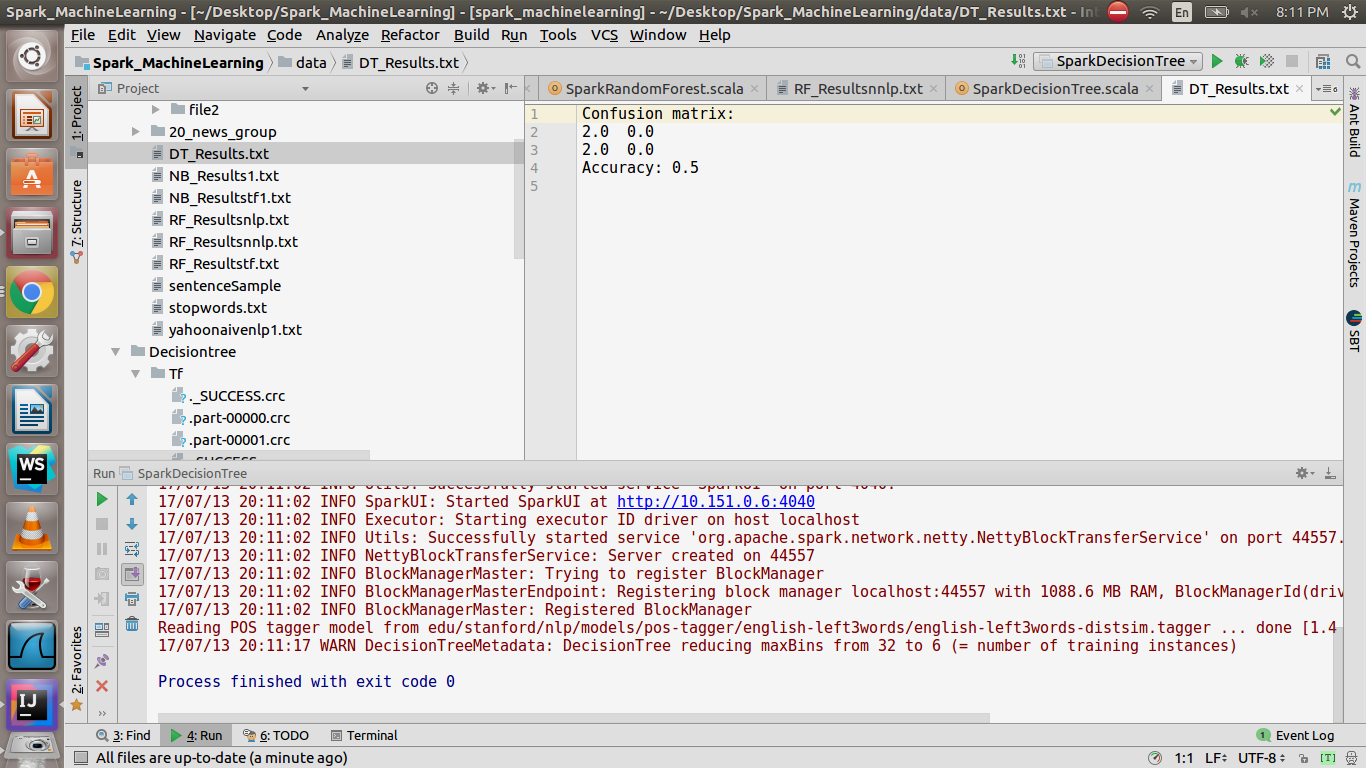 Spark_MachineLearning - [~/Desktop/Spark_MachineLearning] - [spark_machinelearning] - ~/Desktop/Spark_MachineLearning/data/DT_Results.txt - Int
En
8:11 PM
File Edit View Navigate Code Analyze Refactor Build Run Tools VCS Window Help
Spark_MachineLearning data DT_Results.txt
SparkDecisionTree
Project
SparkRandomForest.scala
RF_Resultsnnlp.txt
SparkDecisionTree.scala
DT_Results.txt
6
1: Project
7: Structure
2: Favorites
file2
20_news_group
DT_Results.txt
NB_Results1.txt
NB_Resultstf1.txt
RF_Resultsnlp.txt
RF_Resultsnnlp.txt
RF_Resultstf.txt
sentenceSample
stopwords.txt
yahoonaivenlp1.txt
Decisiontree
Tf
._SUCCESS.crc
.part-00000.crc
.part-00001.crc
_SUCCESS
1 Confusion matrix:
2 2.0  0.0
3 2.0  0.0
4 Accuracy: 0.5
5
Ant Build
m Maven Projects
SBT
Run SparkDecisionTree
17/07/13 20:11:02 INFO Utils: Successfully started service 'SparkUI' on port 4040.
17/07/13 20:11:02 INFO SparkUI: Started SparkUI at http://10.151.0.6:4040
17/07/13 20:11:02 INFO Executor: Starting executor ID driver on host localhost
17/07/13 20:11:02 INFO Utils: Successfully started service 'org.apache.spark.network.netty.NettyBlockTransferService' on port 44557.
17/07/13 20:11:02 INFO NettyBlockTransferService: Server created on 44557
17/07/13 20:11:02 INFO BlockManagerMaster: Trying to register BlockManager
17/07/13 20:11:02 INFO BlockManagerMasterEndpoint: Registering block manager localhost:44557 with 1088.6 MB RAM, BlockManagerId(driv
17/07/13 20:11:02 INFO BlockManagerMaster: Registered BlockManager
Reading POS tagger model from edu/stanford/nlp/models/pos-tagger/english-left3words/english-left3words-distsim.tagger ... done [1.4
17/07/13 20:11:17 WARN DecisionTreeMetadata: DecisionTree reducing maxBins from 32 to 6 (= number of training instances)
Process finished with exit code 0
WS
IJ
3: Find
4: Run
6: TODO
Terminal
1 Event Log
All files are up-to-date (a minute ago)
1:1 LF UTF-8 [T]